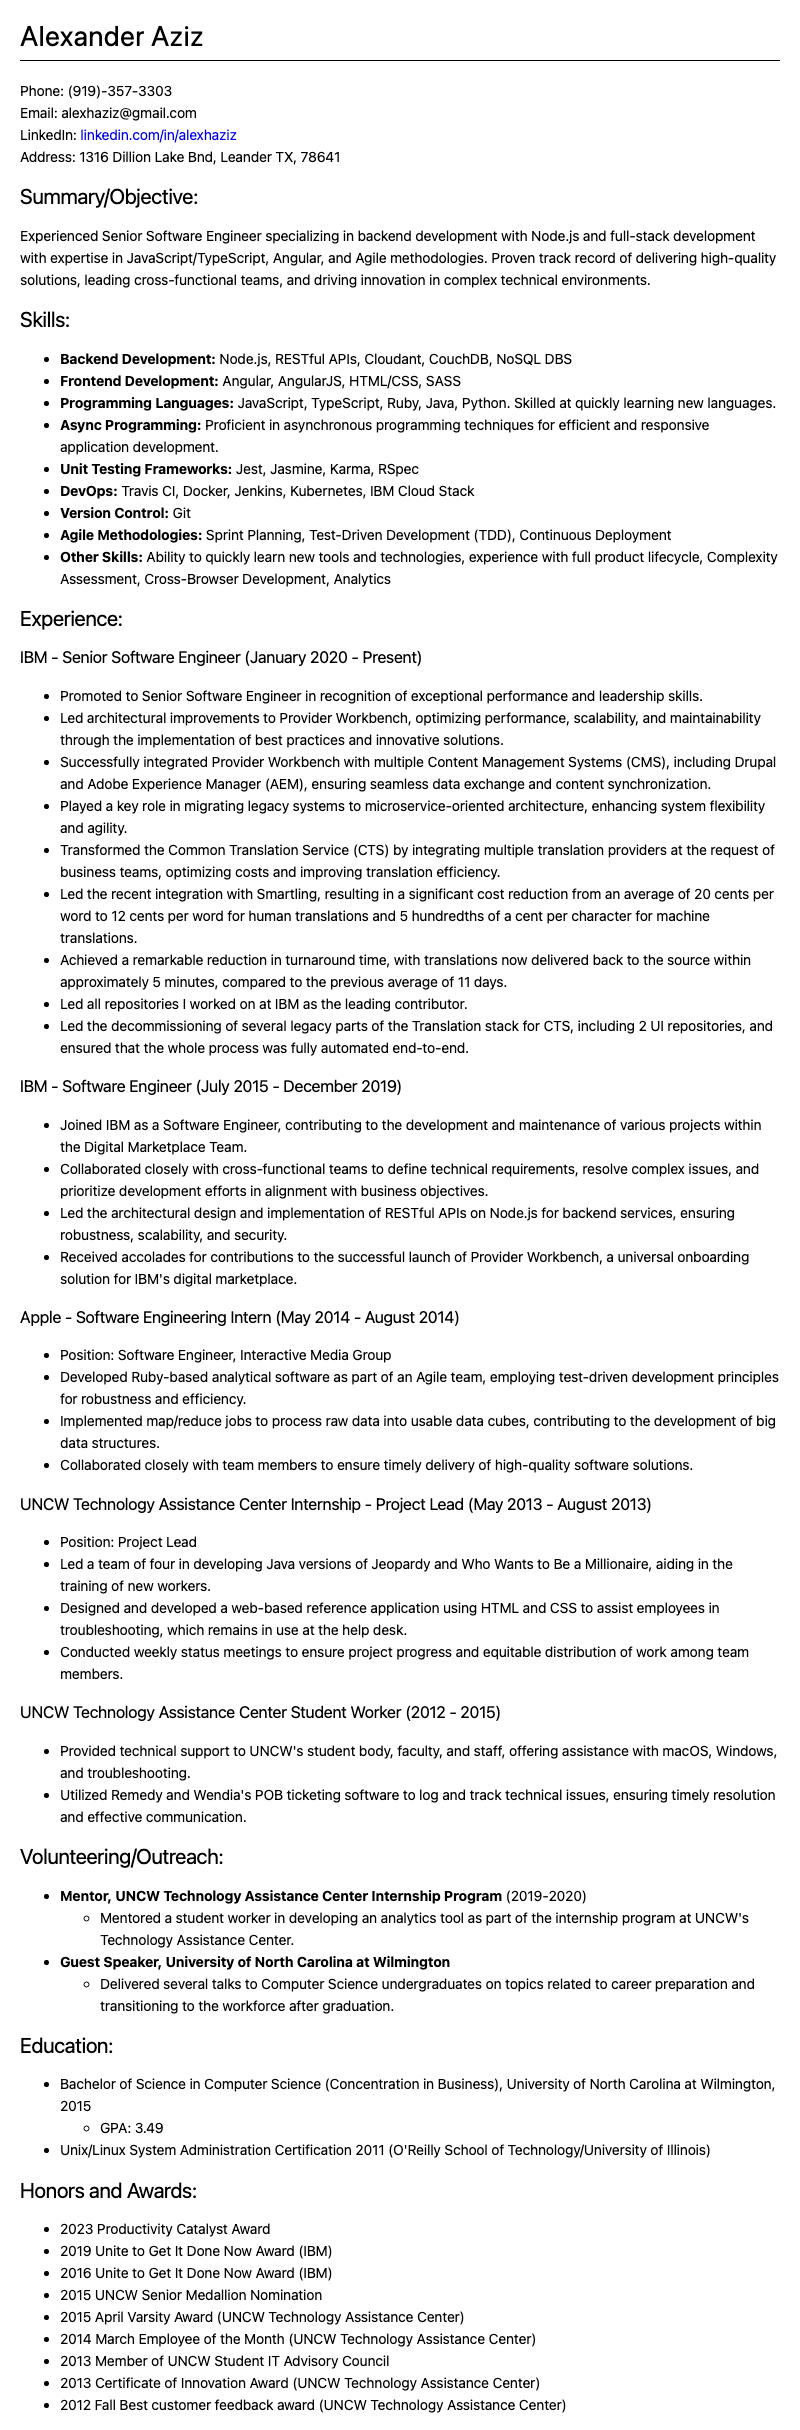 Alexander Aziz
Phone: (919)-357-3303
Email: alexhaziz@gmail.com
LinkedIn: linkedin.com/in/alexhaziz
Address: 1316 Dillion Lake Bnd, Leander TX, 78641
Summary/Objective:
Experienced Senior Software Engineer specializing in backend development with Node.js and full-stack development
with expertise in JavaScript/TypeScript, Angular, and Agile methodologies. Proven track record of delivering high-quality
solutions, leading cross-functional teams, and driving innovation in complex technical environments.
Skills:
• Backend Development: Node.js, RESTful APIs, Cloudant, CouchDB, NoSQL DBS
• Frontend Development: Angular, AngularJS, HTML/CSS, SASS
• Programming Languages: JavaScript, TypeScript, Ruby, Java, Python. Skilled at quickly learning new languages.
• Async Programming: Proficient in asynchronous programming techniques for efficient and responsive
application development.
• Unit Testing Frameworks: Jest, Jasmine, Karma, RSpec
• DevOps: Travis CI, Docker, Jenkins, Kubernetes, IBM Cloud Stack
• Version Control: Git
• Agile Methodologies: Sprint Planning, Test-Driven Development (TDD), Continuous Deployment
• Other Skills: Ability to quickly learn new tools and technologies, experience with full product lifecycle, Complexity
Assessment, Cross-Browser Development, Analytics
Experience:
IBM - Senior Software Engineer (January 2020 - Present)
• Promoted to Senior Software Engineer in recognition of exceptional performance and leadership skills.
• Led architectural improvements to Provider Workbench, optimizing performance, scalability, and maintainability
through the implementation of best practices and innovative solutions.
• Successfully integrated Provider Workbench with multiple Content Management Systems (CMS), including Drupal
and Adobe Experience Manager (AEM), ensuring seamless data exchange and content synchronization.
• Played a key role in migrating legacy systems to microservice-oriented architecture, enhancing system flexibility
and agility.
• Transformed the Common Translation Service (CTS) by integrating multiple translation providers at the request of
business teams, optimizing costs and improving translation efficiency.
• Led the recent integration with Smartling, resulting in a significant cost reduction from an average of 20 cents per
word to 12 cents per word for human translations and 5 hundredths of a cent per character for machine
translations.
• Achieved a remarkable reduction in turnaround time, with translations now delivered back to the source within
approximately 5 minutes, compared to the previous average of 11 days.
• Led all repositories I worked on at IBM as the leading contributor.
• Led the decommissioning of several legacy parts of the Translation stack for CTS, including 2 UI repositories, and
ensured that the whole process was fully automated end-to-end.
IBM - Software Engineer (July 2015 - December 2019)
• Joined IBM as a Software Engineer, contributing to the development and maintenance of various projects within
the Digital Marketplace Team.
• Collaborated closely with cross-functional teams to define technical requirements, resolve complex issues, and
prioritize development efforts in alignment with business objectives.
• Led the architectural design and implementation of RESTful APIs on Node.js for backend services, ensuring
robustness, scalability, and security.
• Received accolades for contributions to the successful launch of Provider Workbench, a universal onboarding
solution for IBM's digital marketplace.
Apple - Software Engineering Intern (May 2014 - August 2014)
• Position: Software Engineer, Interactive Media Group
• Developed Ruby-based analytical software as part of an Agile team, employing test-driven development principles
for robustness and efficiency.
• Implemented map/reduce jobs to process raw data into usable data cubes, contributing to the development of big
data structures.
• Collaborated closely with team members to ensure timely delivery of high-quality software solutions.
UNCW Technology Assistance Center Internship - Project Lead (May 2013 - August 2013)
• Position: Project Lead
• Led a team of four in developing Java versions of Jeopardy and Who Wants to Be a Millionaire, aiding in the
training of new workers.
• Designed and developed a web-based reference application using HTML and CSS to assist employees in
troubleshooting, which remains in use at the help desk.
• Conducted weekly status meetings to ensure project progress and equitable distribution of work among team
members.
UNCW Technology Assistance Center Student Worker (2012 - 2015)
• Provided technical support to UNCW's student body, faculty, and staff, offering assistance with macOS, Windows,
and troubleshooting.
• Utilized Remedy and Wendia's POB ticketing software to log and track technical issues, ensuring timely resolution
and effective communication.
Volunteering/Outreach:
• Mentor, UNCW Technology Assistance Center Internship Program (2019-2020)
◦ Mentored a student worker in developing an analytics tool as part of the internship program at UNCW's
Technology Assistance Center.
• Guest Speaker, University of North Carolina at Wilmington
◦ Delivered several talks to Computer Science undergraduates on topics related to career preparation and
transitioning to the workforce after graduation.
Education:
• Bachelor of Science in Computer Science (Concentration in Business), University of North Carolina at Wilmington,
2015
◦ GPA: 3.49
• Unix/Linux System Administration Certification 2011 (O'Reilly School of Technology/University of Illinois)
Honors and Awards:
• 2023 Productivity Catalyst Award
• 2019 Unite to Get It Done Now Award (IBM)
• 2016 Unite to Get It Done Now Award (IBM)
• 2015 UNCW Senior Medallion Nomination
• 2015 April Varsity Award (UNCW Technology Assistance Center)
• 2014 March Employee of the Month (UNCW Technology Assistance Center)
• 2013 Member of UNCW Student IT Advisory Council
• 2013 Certificate of Innovation Award (UNCW Technology Assistance Center)
• 2012 Fall Best customer feedback award (UNCW Technology Assistance Center)